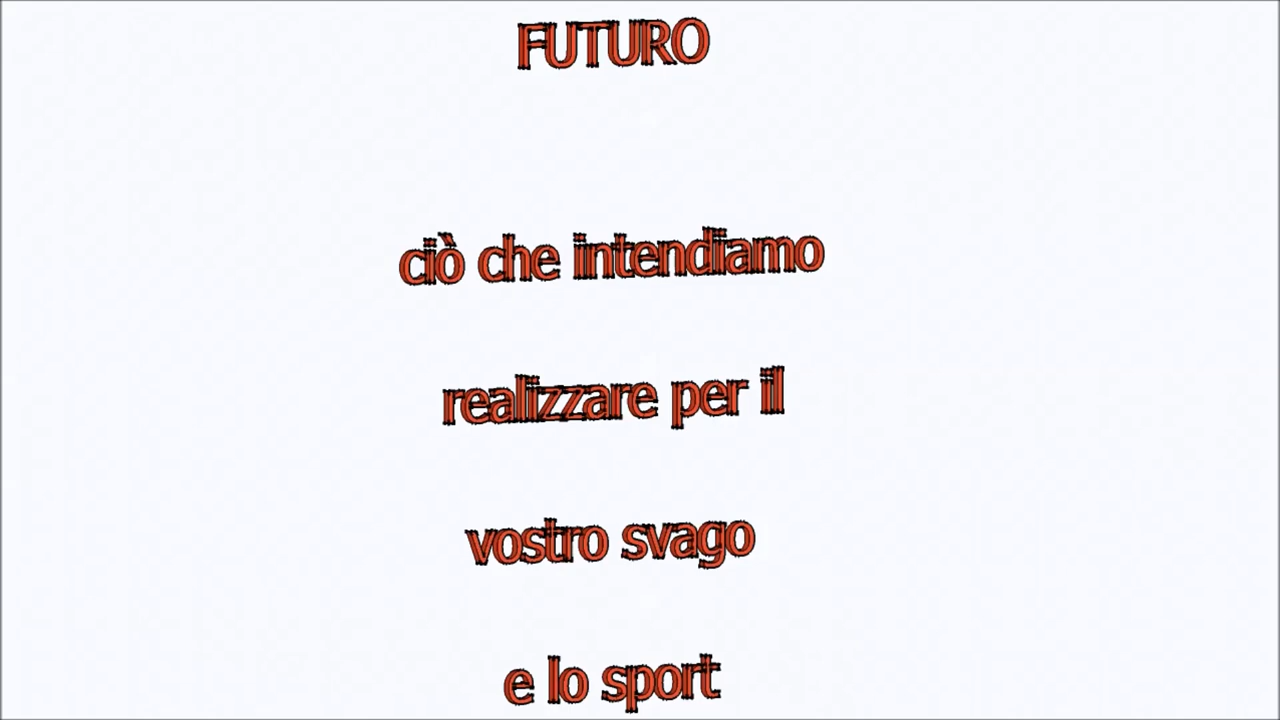 FUTURO
ciò che intendiamo
realizzare per il
vostro svago
e lo sport